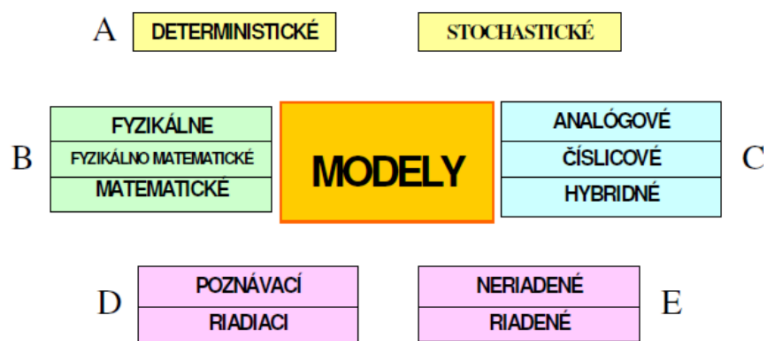 A DETERMINISTICKÉ STOCHASTICKÉ
B FYZIKÁLNE
FYZIKÁLNO MATEMATICKÉ
MATEMATICKÉ
MODELY
ANALÓGOVÉ
ČÍSLICOVÉ C
HYBRIDNÉ
D POZNÁVACÍ
RIADIACI
NERIADENÉ E
RIADENÉ